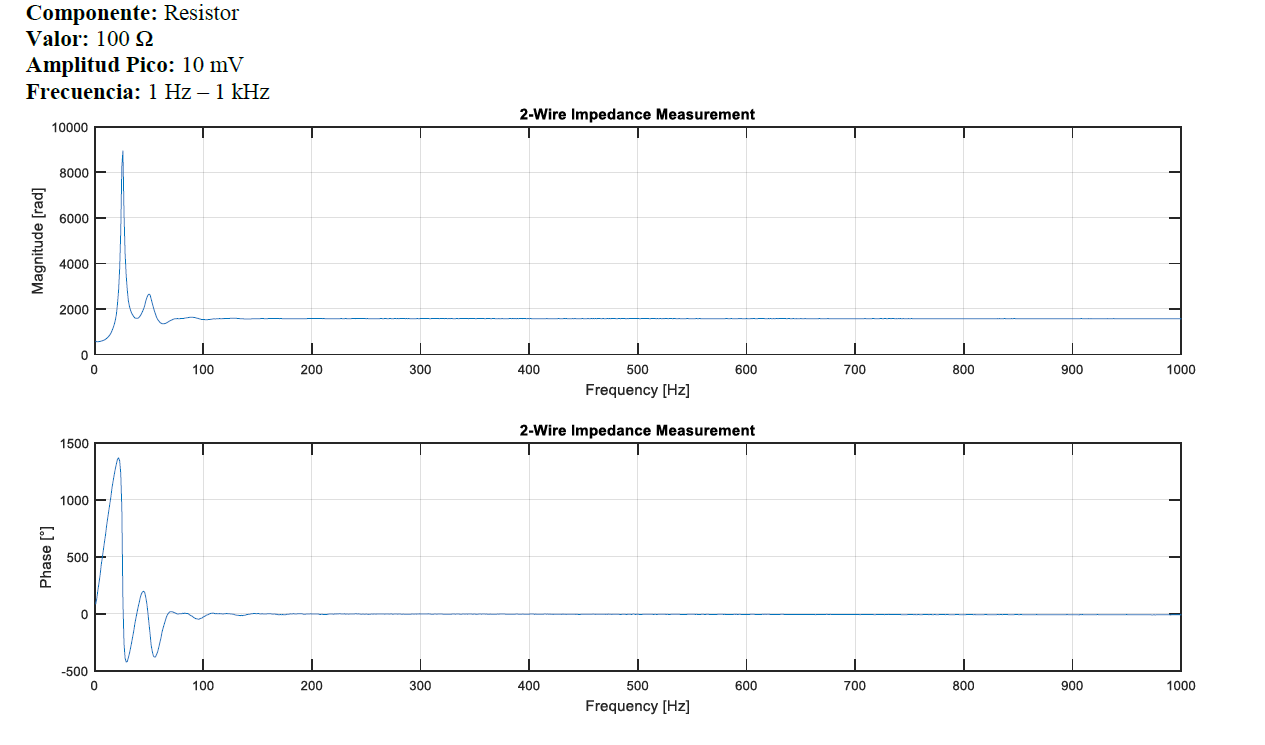 Componente: Resistor
Valor: 100 Ω
Amplitud Pico: 10 mV
Frecuencia: 1 Hz – 1 kHz
2-Wire Impedance Measurement
10000
8000
6000
4000
2000
0
Magnitude [rad]
0 100 200 300 400 500 600 700 800 900 1000
Frequency [Hz]
2-Wire Impedance Measurement
1500
1000
500
0
-500
Phase [°]
0 100 200 300 400 500 600 700 800 900 1000
Frequency [Hz]